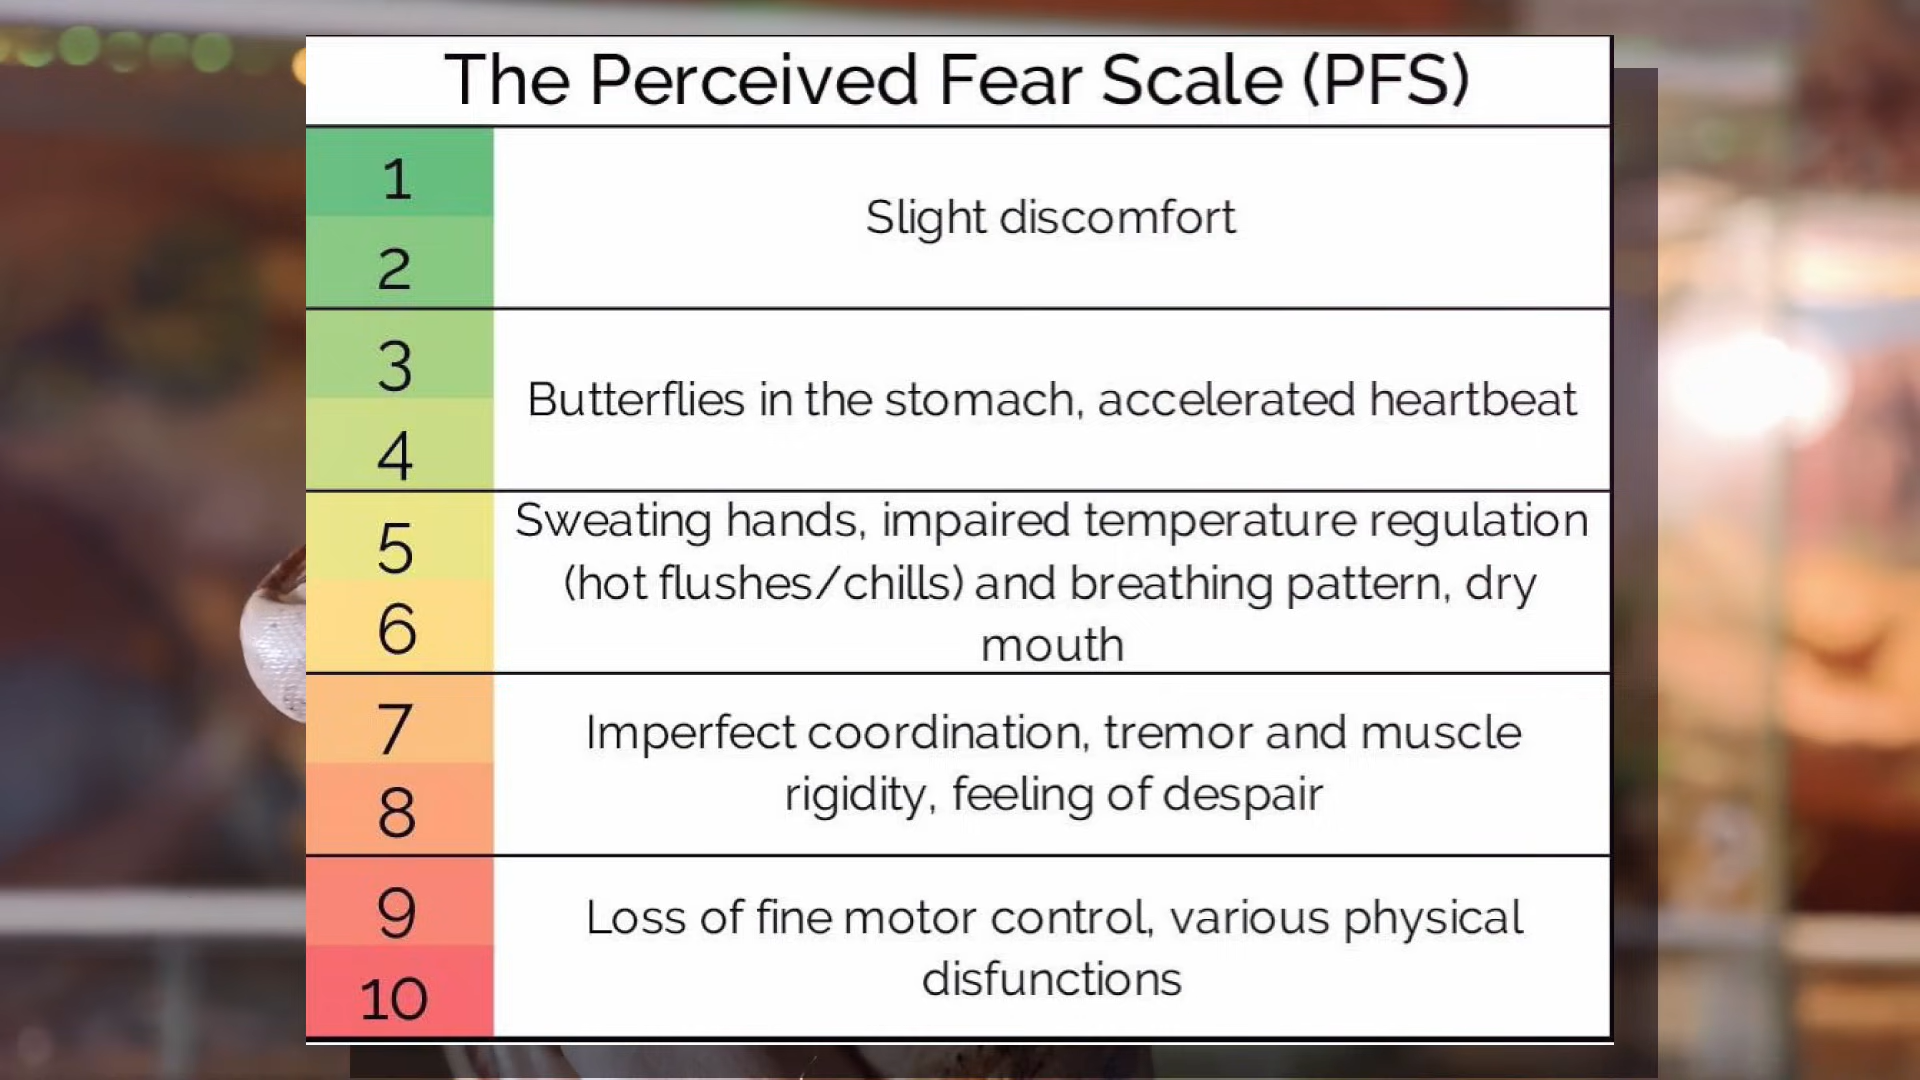 The Perceived Fear Scale (PFS)
1
2
Slight discomfort
3
4
Butterflies in the stomach, accelerated heartbeat
5
6
Sweating hands, impaired temperature regulation
(hot flushes/chills) and breathing pattern, dry
mouth
7
8
Imperfect coordination, tremor and muscle
rigidity, feeling of despair
9
10
Loss of fine motor control, various physical
disfunctions